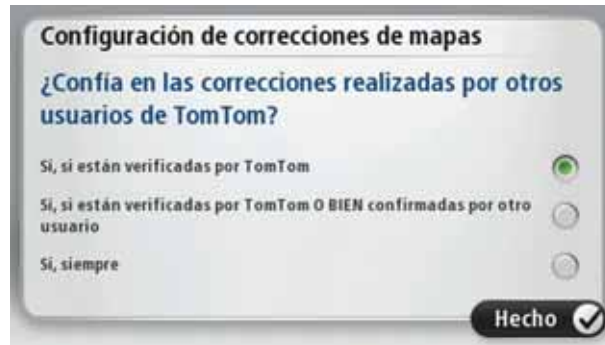 Configuración de correcciones de mapas
¿Confía en las correcciones realizadas por otros
usuarios de TomTom?
Sí, si están verificadas por TomTom
Sí, si están verificadas por TomTom O BIEN confirmadas por otro
usuario
Sí, siempre
Hecho